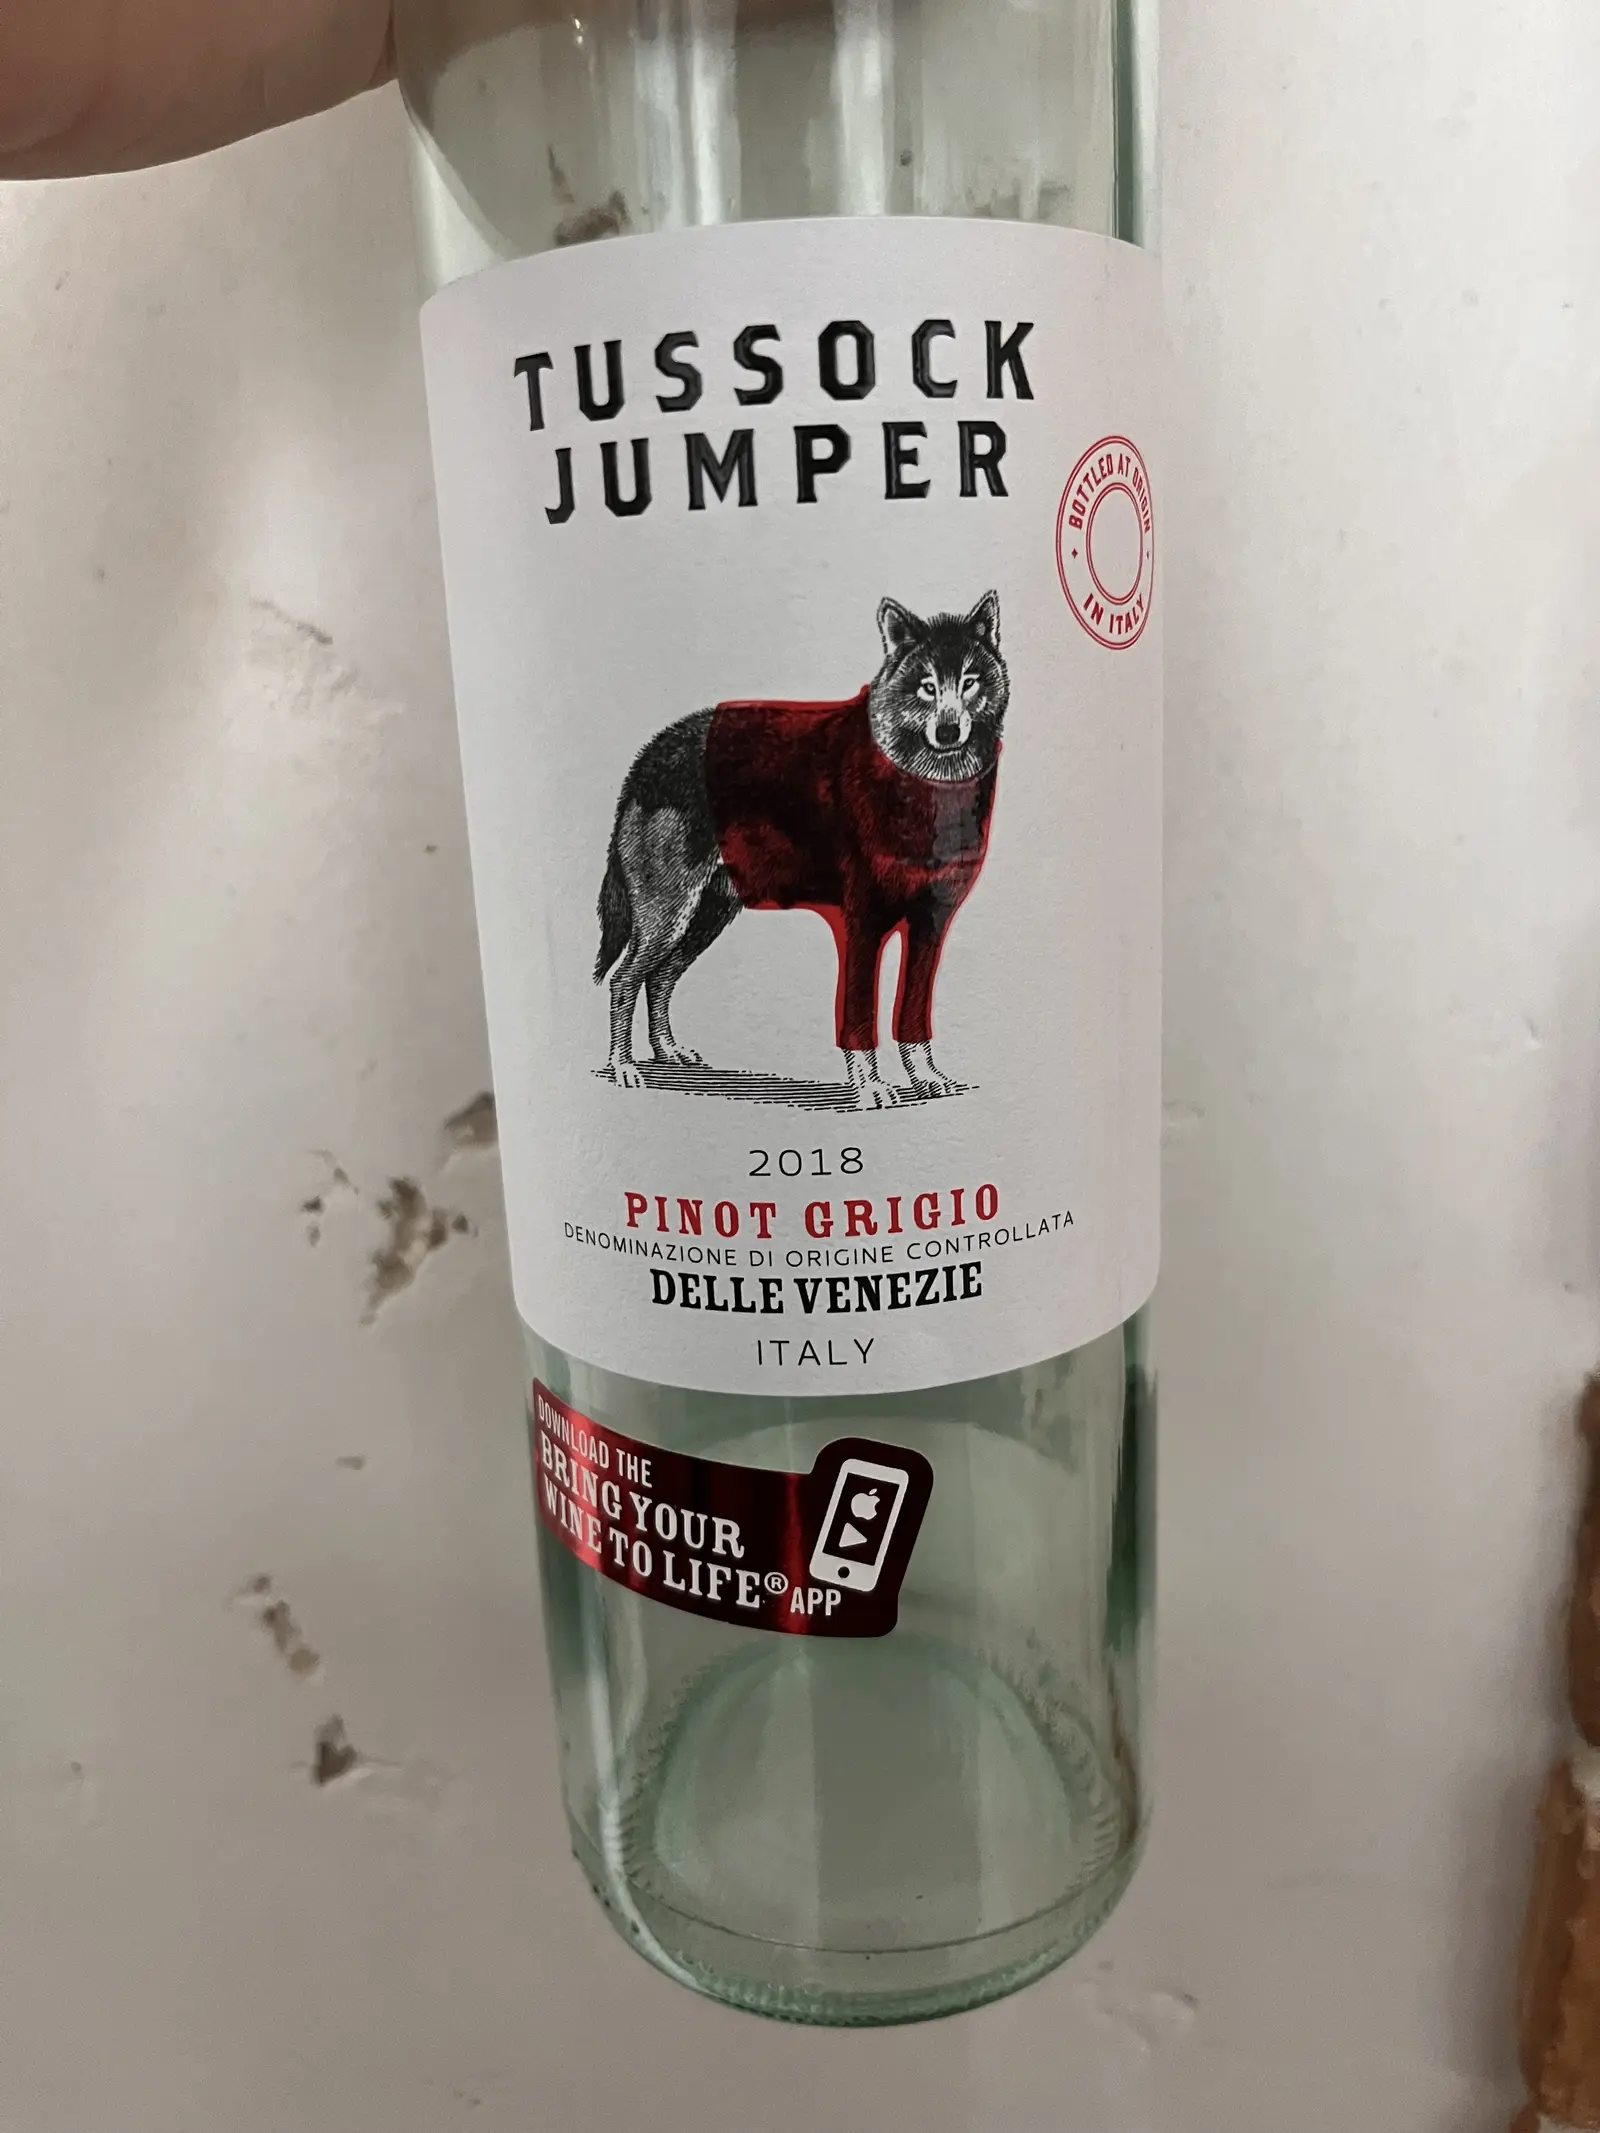 TUSSOCK
JUMPER
BOTTLED AT ORIGIN
IN ITALY
2018
PINOT GRIGIO
DENOMINAZIONE DI ORIGINE CONTROLLATA
DELLE VENEZIE
ITALY
DOWNLOAD THE
BRING YOUR
WINE TO LIFE® APP